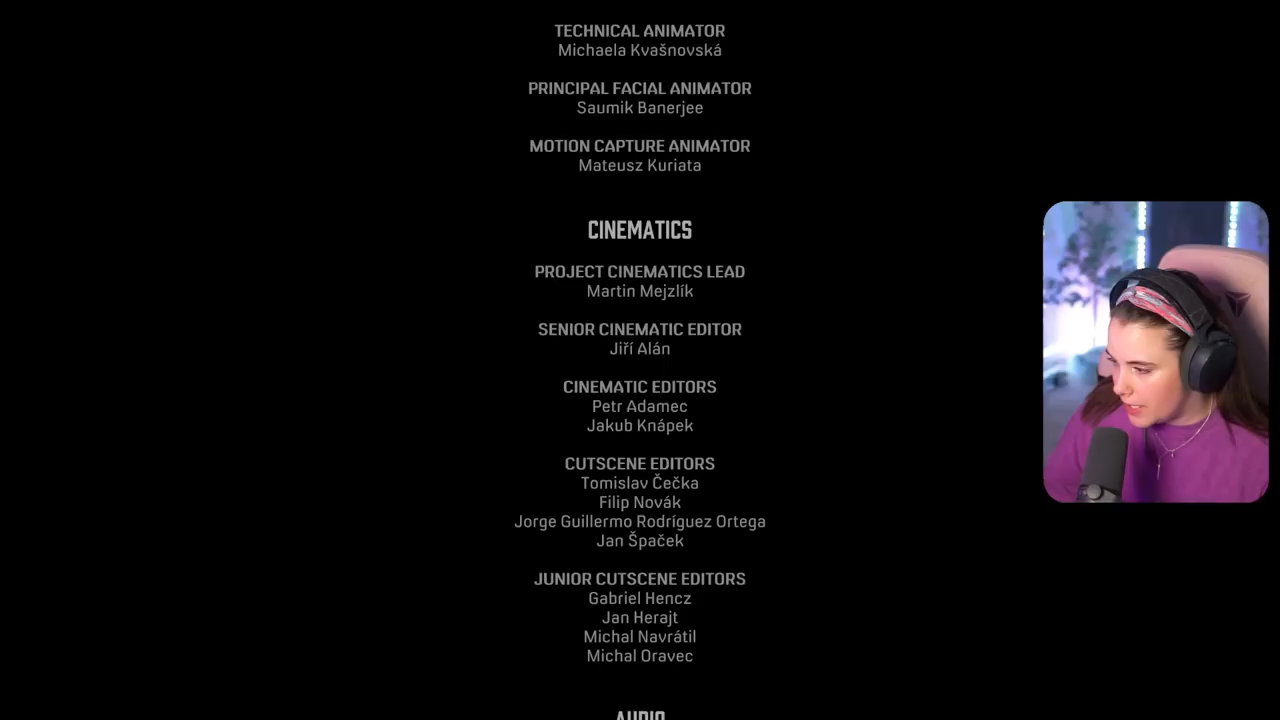 TECHNICAL ANIMATOR
Michaela Kvašnovská
PRINCIPAL FACIAL ANIMATOR
Saumik Banerjee
MOTION CAPTURE ANIMATOR
Mateusz Kuriata
CINEMATICS
PROJECT CINEMATICS LEAD
Martin Mejzlík
SENIOR CINEMATIC EDITOR
Jiří Alán
CINEMATIC EDITORS
Petr Adamec
Jakub Knápek
CUTSCENE EDITORS
Tomislav Čečka
Filip Novák
Jorge Guillermo Rodríguez Ortega
Jan Špaček
JUNIOR CUTSCENE EDITORS
Gabriel Hencz
Jan Herajt
Michal Navrátil
Michal Oravec
AUDIO